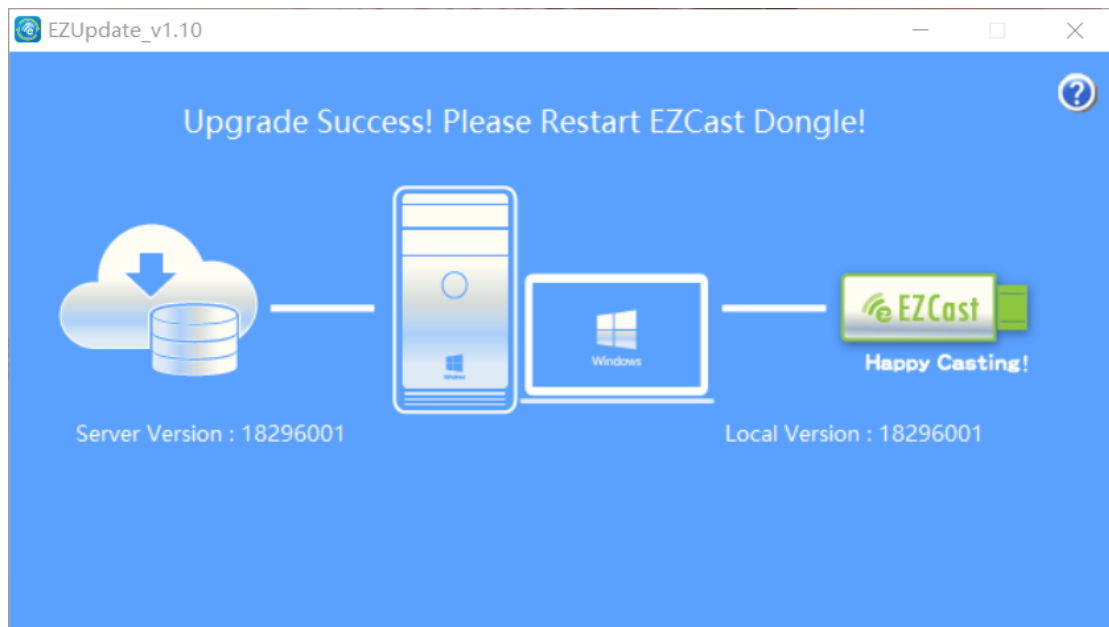 EZUpdate_v1.10
Upgrade Success! Please Restart EZCast Dongle!
Windows
EZCast
Happy Casting!
Server Version : 18296001
Local Version : 18296001